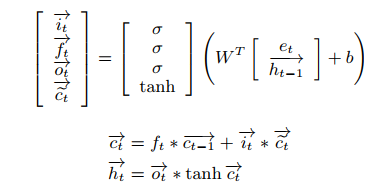 [ i⃗_t f⃗_t o⃗_t c̃⃗_t ] = [ σ σ σ tanh ] ( W^T [ e_t h⃗_{t−1} ] + b )
c⃗_t = f_t * c⃗_{t−1} + i⃗_t * c̃⃗_t
h⃗_t = o⃗_t * tanh c⃗_t